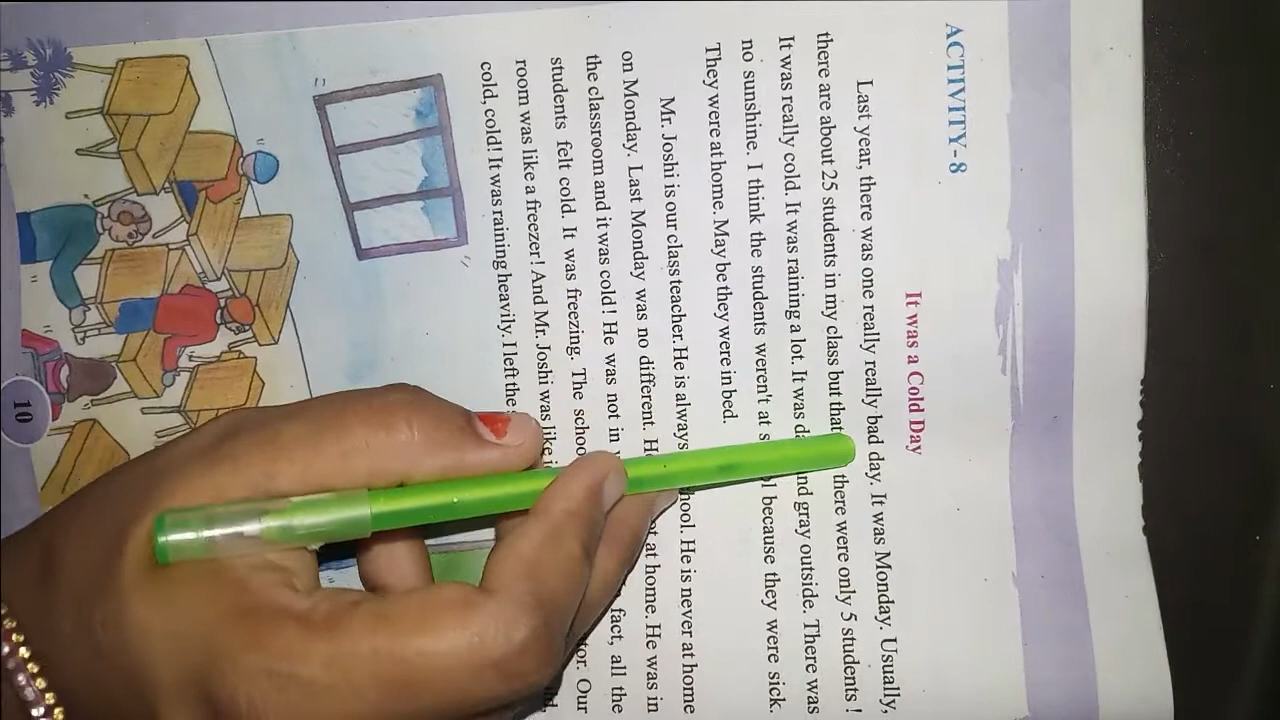 ACTIVITY-8
It was a Cold Day
Last year, there was one really really bad day. It was Monday. Usually,
there are about 25 students in my class but that there were only 5 students !
It was really cold. It was raining a lot. It was and gray outside. There was
no sunshine. I think the students weren't at because they were sick.
They were at home. May be they were in bed.
Mr. Joshi is our class teacher. He is always He is never at home
on Monday. Last Monday was no different. at home. He was in
the classroom and it was cold! He was not in fact, all the
students felt cold. It was freezing. The Our
room was like a freezer! And Mr. Joshi was like
cold, cold! It was raining heavily. I left the
10